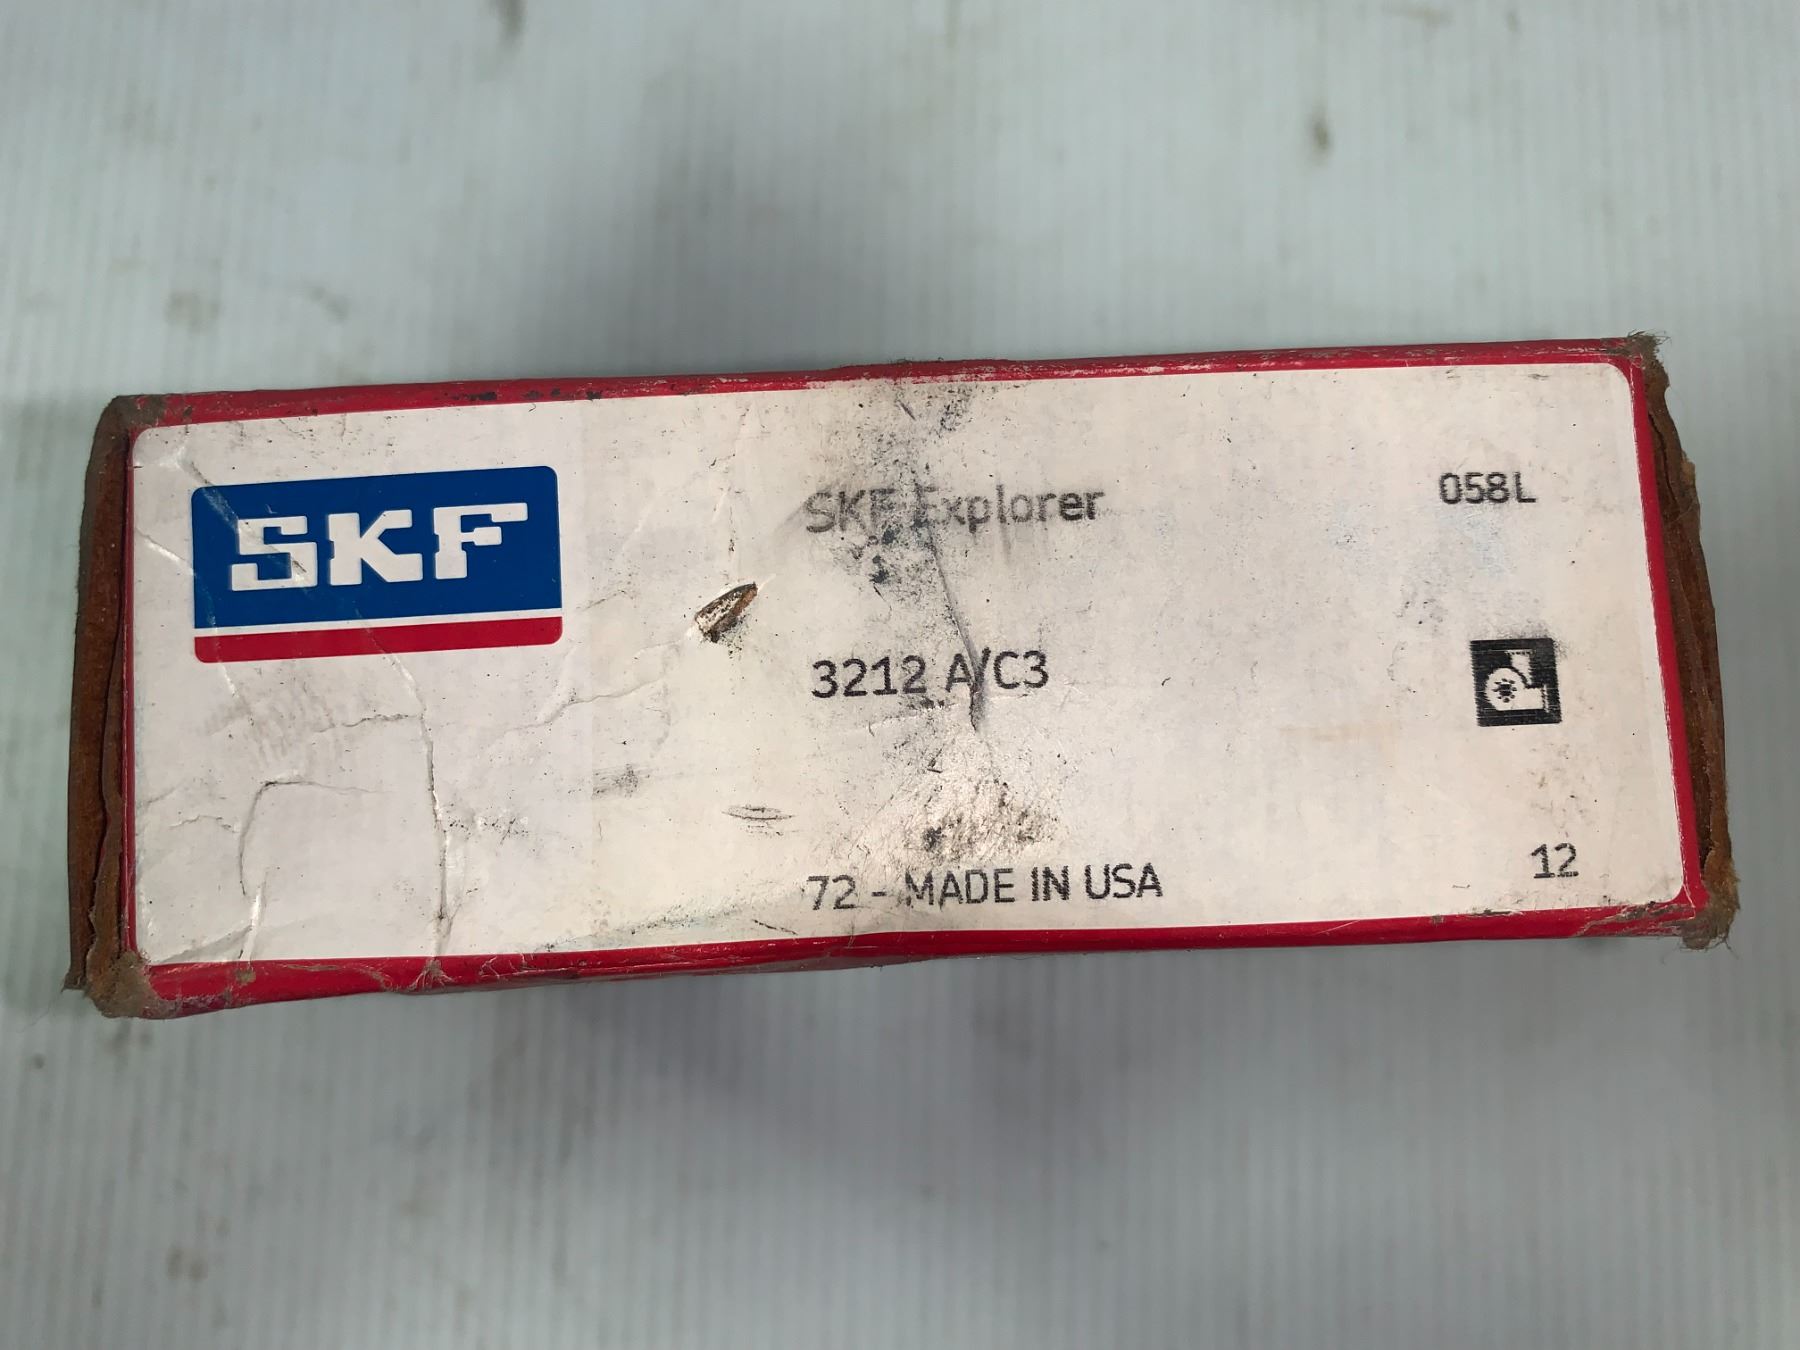 SKF
SKF Explorer
058L
3212 A/C3
72 - MADE IN USA
12